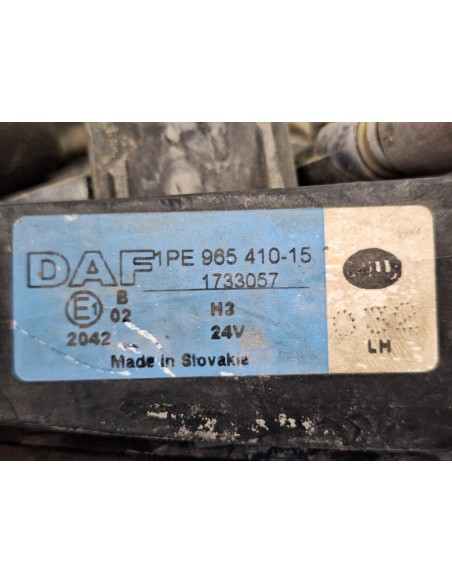 DAF 1PE 965 410-15
1733057
E1 B
02 H3
2042 24V
Made in Slovakia
LH